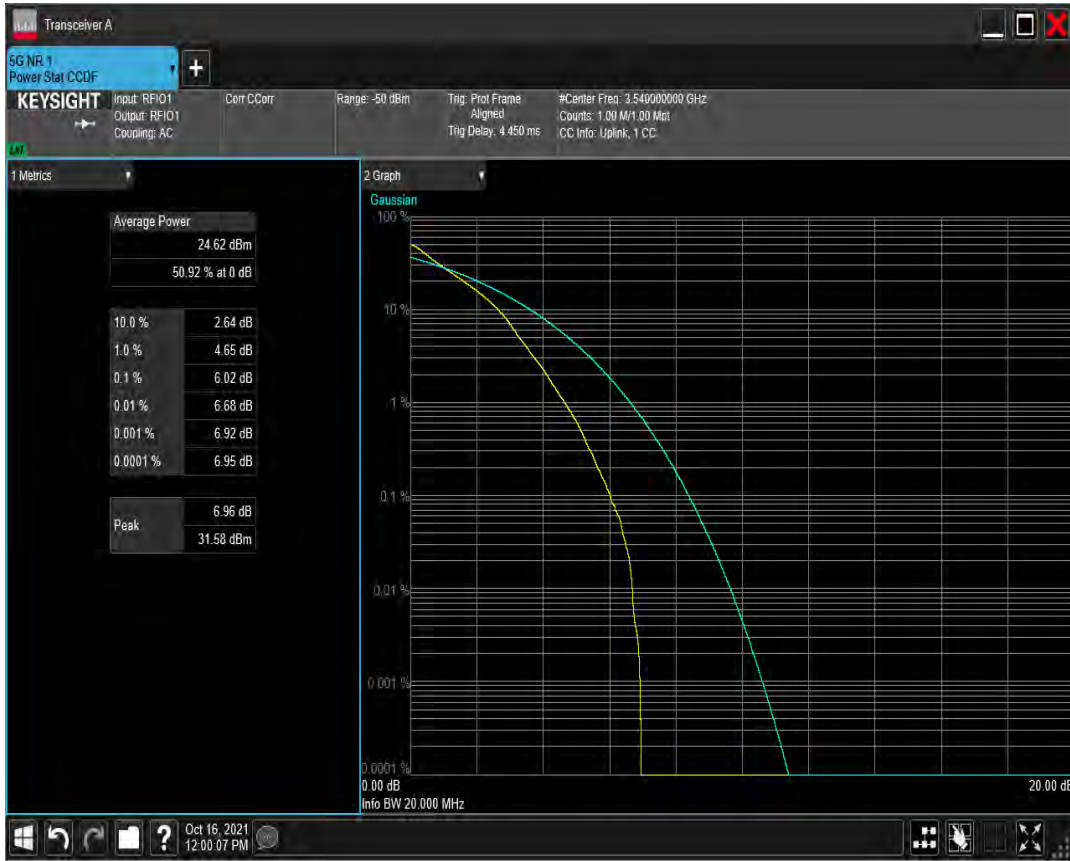 Transceiver A
5G NR 1
Power Stat CCDF
KEYSIGHT
Input: RFIO1
Output: RFIO1
Coupling: AC
Corr CCorr
Range: -50 dBm
Trig: Prot Frame
Aligned
Trig Delay: 4.450 ms
#Center Freq: 3.540000000 GHz
Counts: 1.00 M/1.00 Mpt
CC Info: Uplink, 1 CC
1 Metrics
Average Power
24.62 dBm
50.92 % at 0 dB
10.0 % 2.64 dB
1.0 % 4.65 dB
0.1 % 6.02 dB
0.01 % 6.68 dB
0.001 % 6.92 dB
0.0001 % 6.95 dB
Peak
6.96 dB
31.58 dBm
2 Graph
Gaussian
100 %
10 %
1 %
0.1 %
0.01 %
0.001 %
0.0001 %
0.00 dB
20.00 dB
Info BW 20.000 MHz
Oct 16, 2021
12:00:07 PM